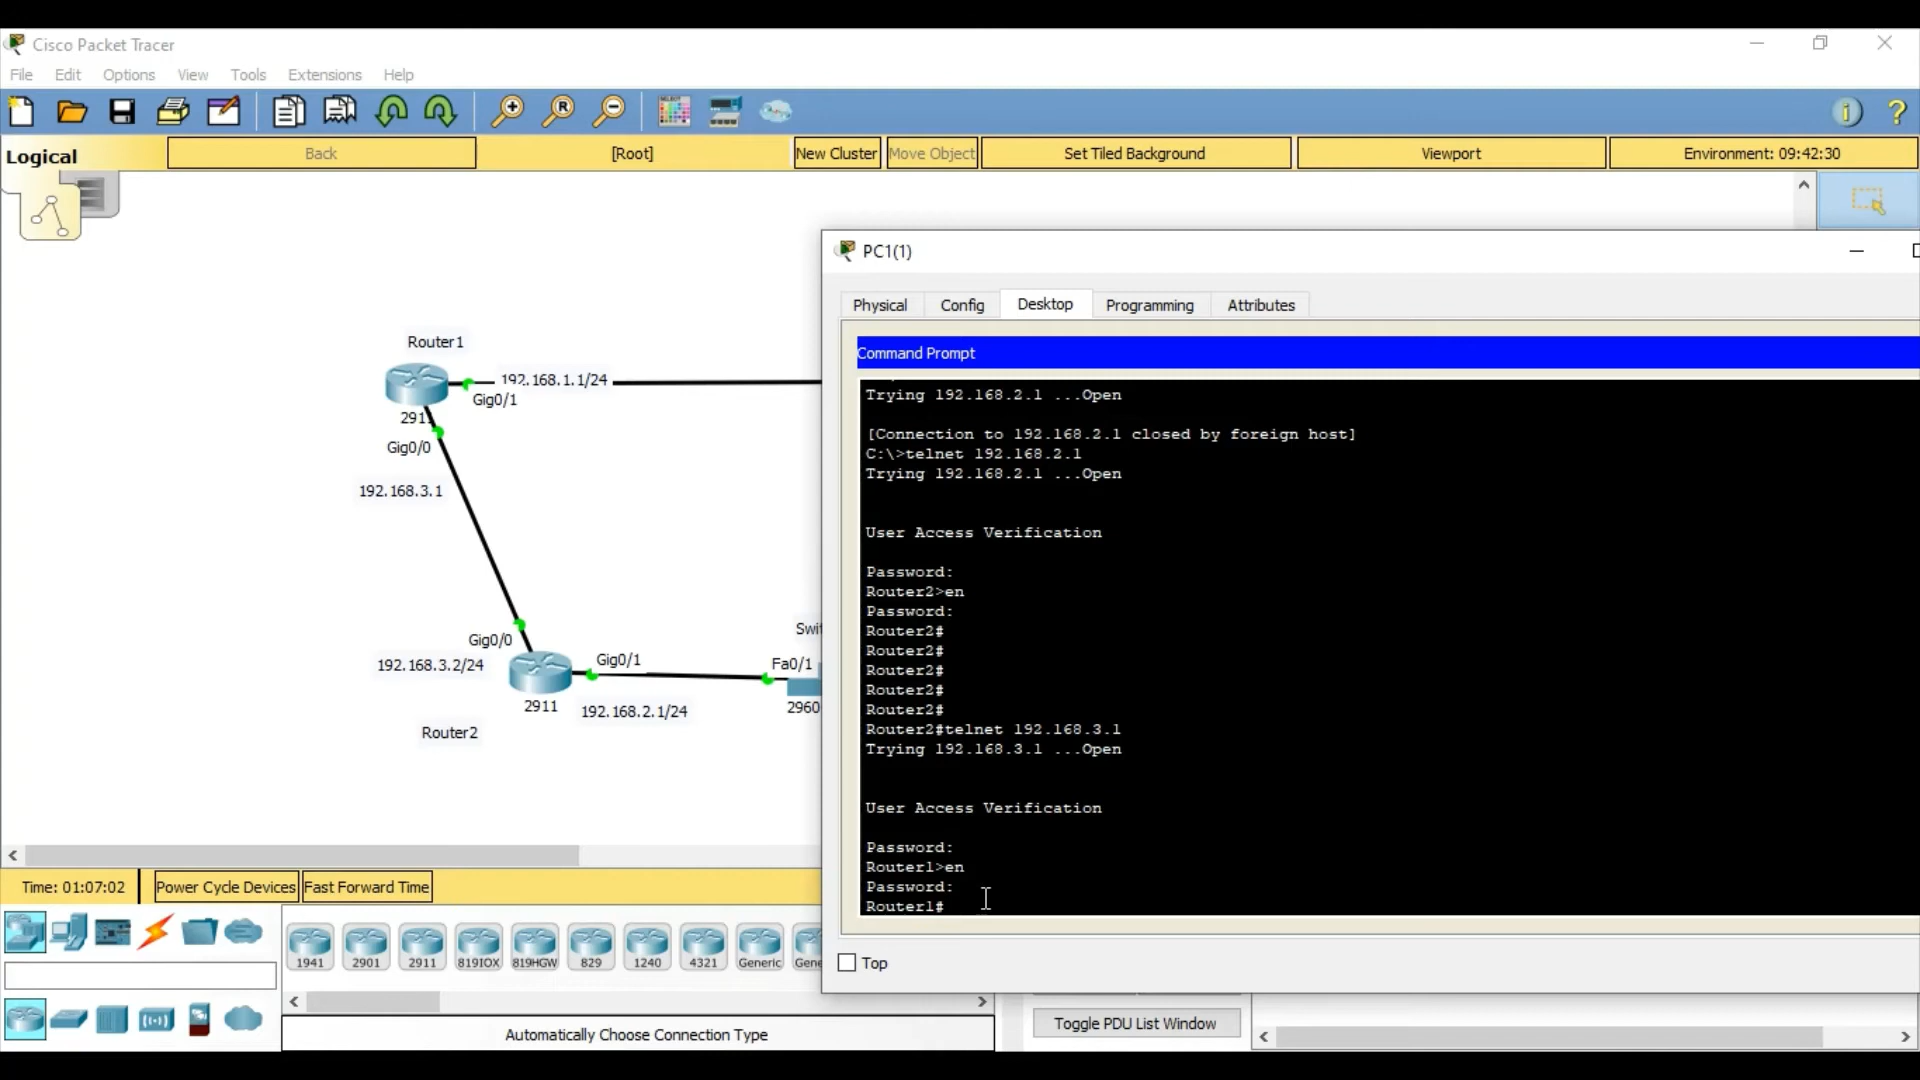 Cisco Packet Tracer
File Edit Options View Tools Extensions Help
Logical
Back
[Root]
New Cluster
Move Object
Set Tiled Background
Viewport
Environment: 09:42:30
PC1(1)
Physical Config Desktop Programming Attributes
Command Prompt
Trying 192.168.2.1 ...Open
[Connection to 192.168.2.1 closed by foreign host]
C:\>telnet 192.168.2.1
Trying 192.168.2.1 ...Open
User Access Verification
Password:
Router2>en
Password:
Router2#
Router2#
Router2#
Router2#
Router2#
Router2#telnet 192.168.3.1
Trying 192.168.3.1 ...Open
User Access Verification
Password:
Router1>en
Password:
Router1#
Top
Router1
192.168.1.1/24
Gig0/1
2911
Gig0/0
192.168.3.1
Gig0/0
192.168.3.2/24
Gig0/1
2911
192.168.2.1/24
Router2
Swit
Fa0/1
2960
Time: 01:07:02
Power Cycle Devices
Fast Forward Time
1941 2901 2911 819IOX 819HGW 829 1240 4321 Generic Gene
Automatically Choose Connection Type
Toggle PDU List Window